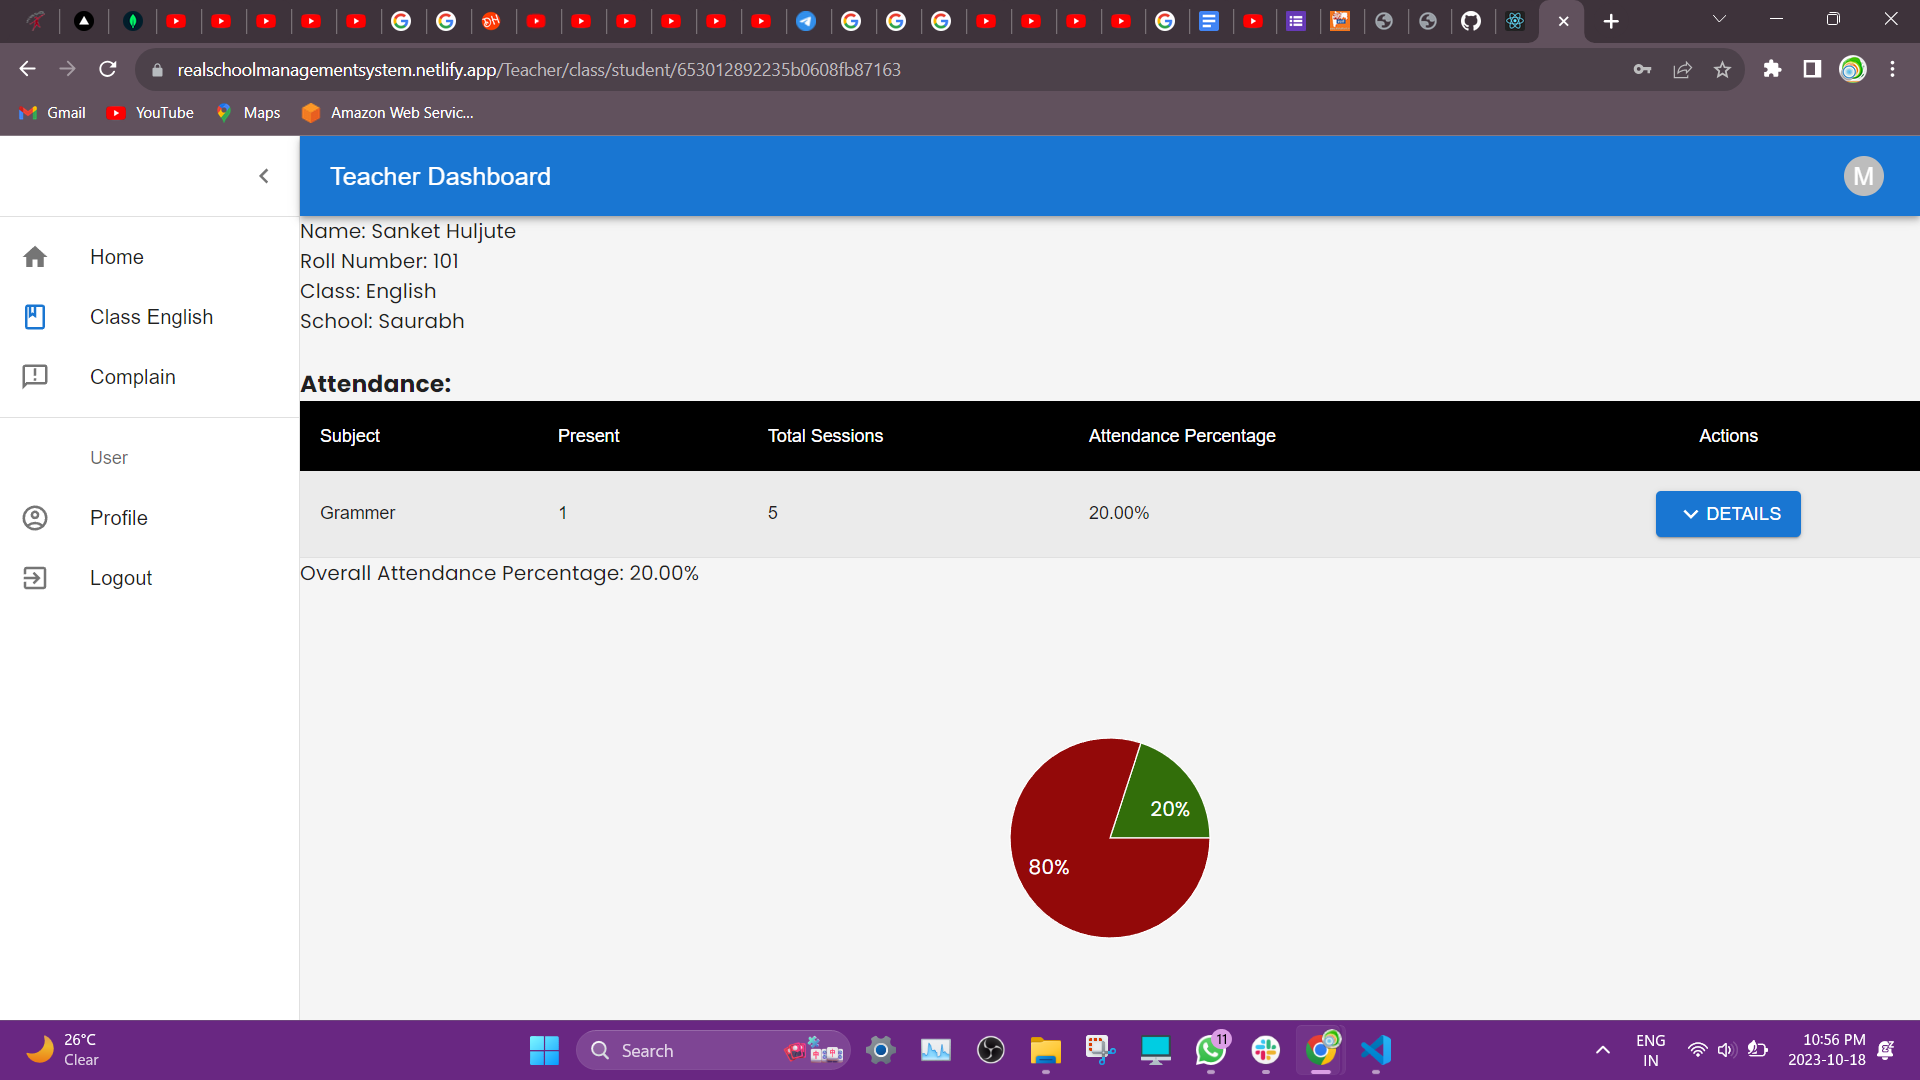 realschoolmanagementsystem.netlify.app/Teacher/class/student/653012892235b0608fb87163
Gmail YouTube Maps Amazon Web Servic...
Teacher Dashboard M
Home
Class English
Complain
User
Profile
Logout
Name: Sanket Huljute
Roll Number: 101
Class: English
School: Saurabh
Attendance:
Subject Present Total Sessions Attendance Percentage Actions
Grammer 1 5 20.00% DETAILS
Overall Attendance Percentage: 20.00%
20%
80%
26°C
Clear
Search
11
ENG
IN
10:56 PM
2023-10-18